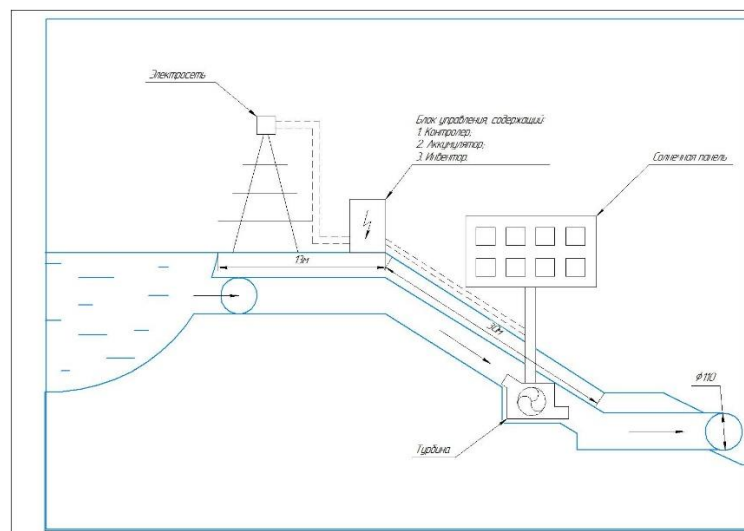 Электросеть
Блок управления, содержащий:
1. Контролер;
2. Аккумулятор;
3. Инвентор.
Солнечная панель
13м
30м
Ф110
Турбина